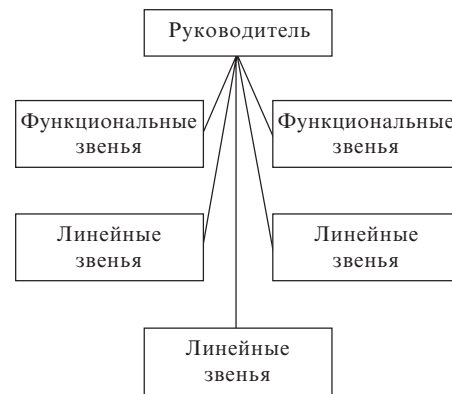 Руководитель
Функциональные
звенья
Функциональные
звенья
Линейные
звенья
Линейные
звенья
Линейные
звенья